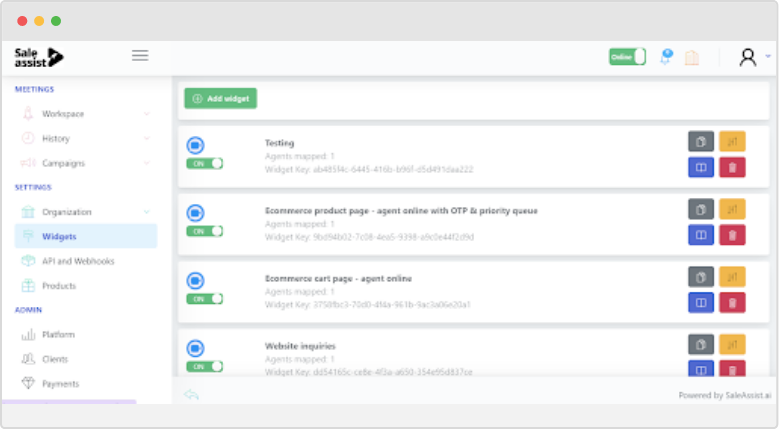 Sale
assist
Online
MEETINGS
Workspace
History
Campaigns
SETTINGS
Organization
Widgets
API and Webhooks
Products
ADMIN
Platform
Clients
Payments
Add widget
Testing
Agents mapped: 1
Widget Key: ab485f4c-6445-416b-b96f-d5d491daa222
ON
Ecommerce product page - agent online with OTP & priority queue
Agents mapped: 1
Widget Key: 9bd94b02-7c08-4ea5-9398-a9c0e44f2d9d
ON
Ecommerce cart page - agent online
Agents mapped: 1
Widget Key: 3758fbc3-70d0-4f4a-961b-9ac3a06e20a1
ON
Website inquiries
Agents mapped: 1
Widget Key: dd54165c-ce8e-4f3a-a650-354e95d837ce
ON
Powered by SaleAssist.ai